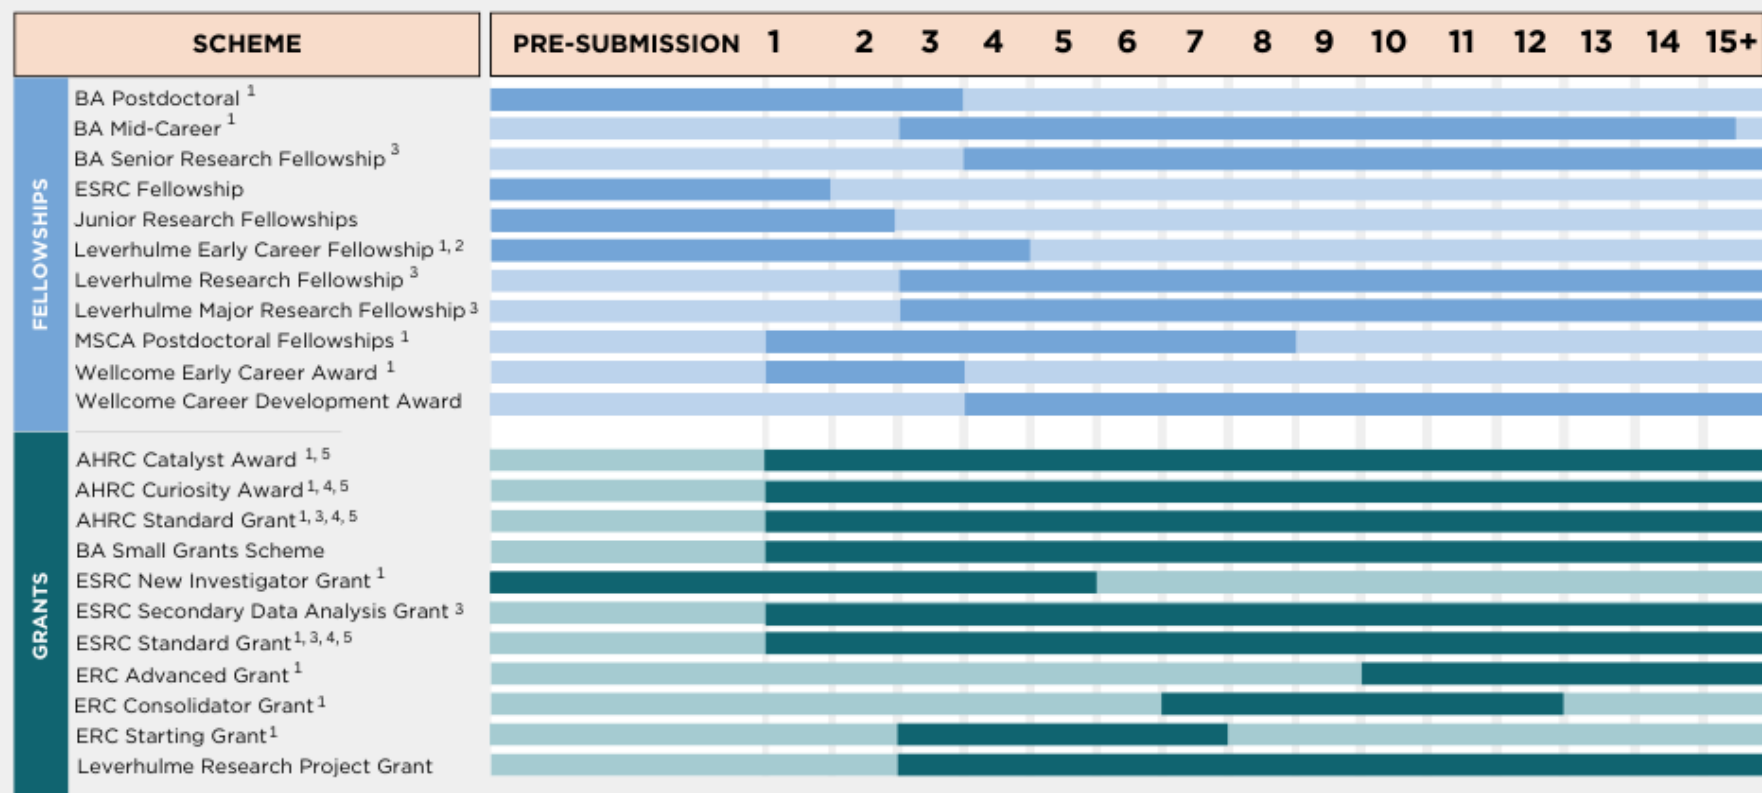 SCHEME
PRE-SUBMISSION 1 2 3 4 5 6 7 8 9 10 11 12 13 14 15+
FELLOWSHIPS
BA Postdoctoral 1
BA Mid-Career 1
BA Senior Research Fellowship 3
ESRC Fellowship
Junior Research Fellowships
Leverhulme Early Career Fellowship 1, 2
Leverhulme Research Fellowship 3
Leverhulme Major Research Fellowship 3
MSCA Postdoctoral Fellowships 1
Wellcome Early Career Award 1
Wellcome Career Development Award
GRANTS
AHRC Catalyst Award 1, 5
AHRC Curiosity Award 1, 4, 5
AHRC Standard Grant 1, 3, 4, 5
BA Small Grants Scheme
ESRC New Investigator Grant 1
ESRC Secondary Data Analysis Grant 3
ESRC Standard Grant 1, 3, 4, 5
ERC Advanced Grant 1
ERC Consolidator Grant 1
ERC Starting Grant 1
Leverhulme Research Project Grant